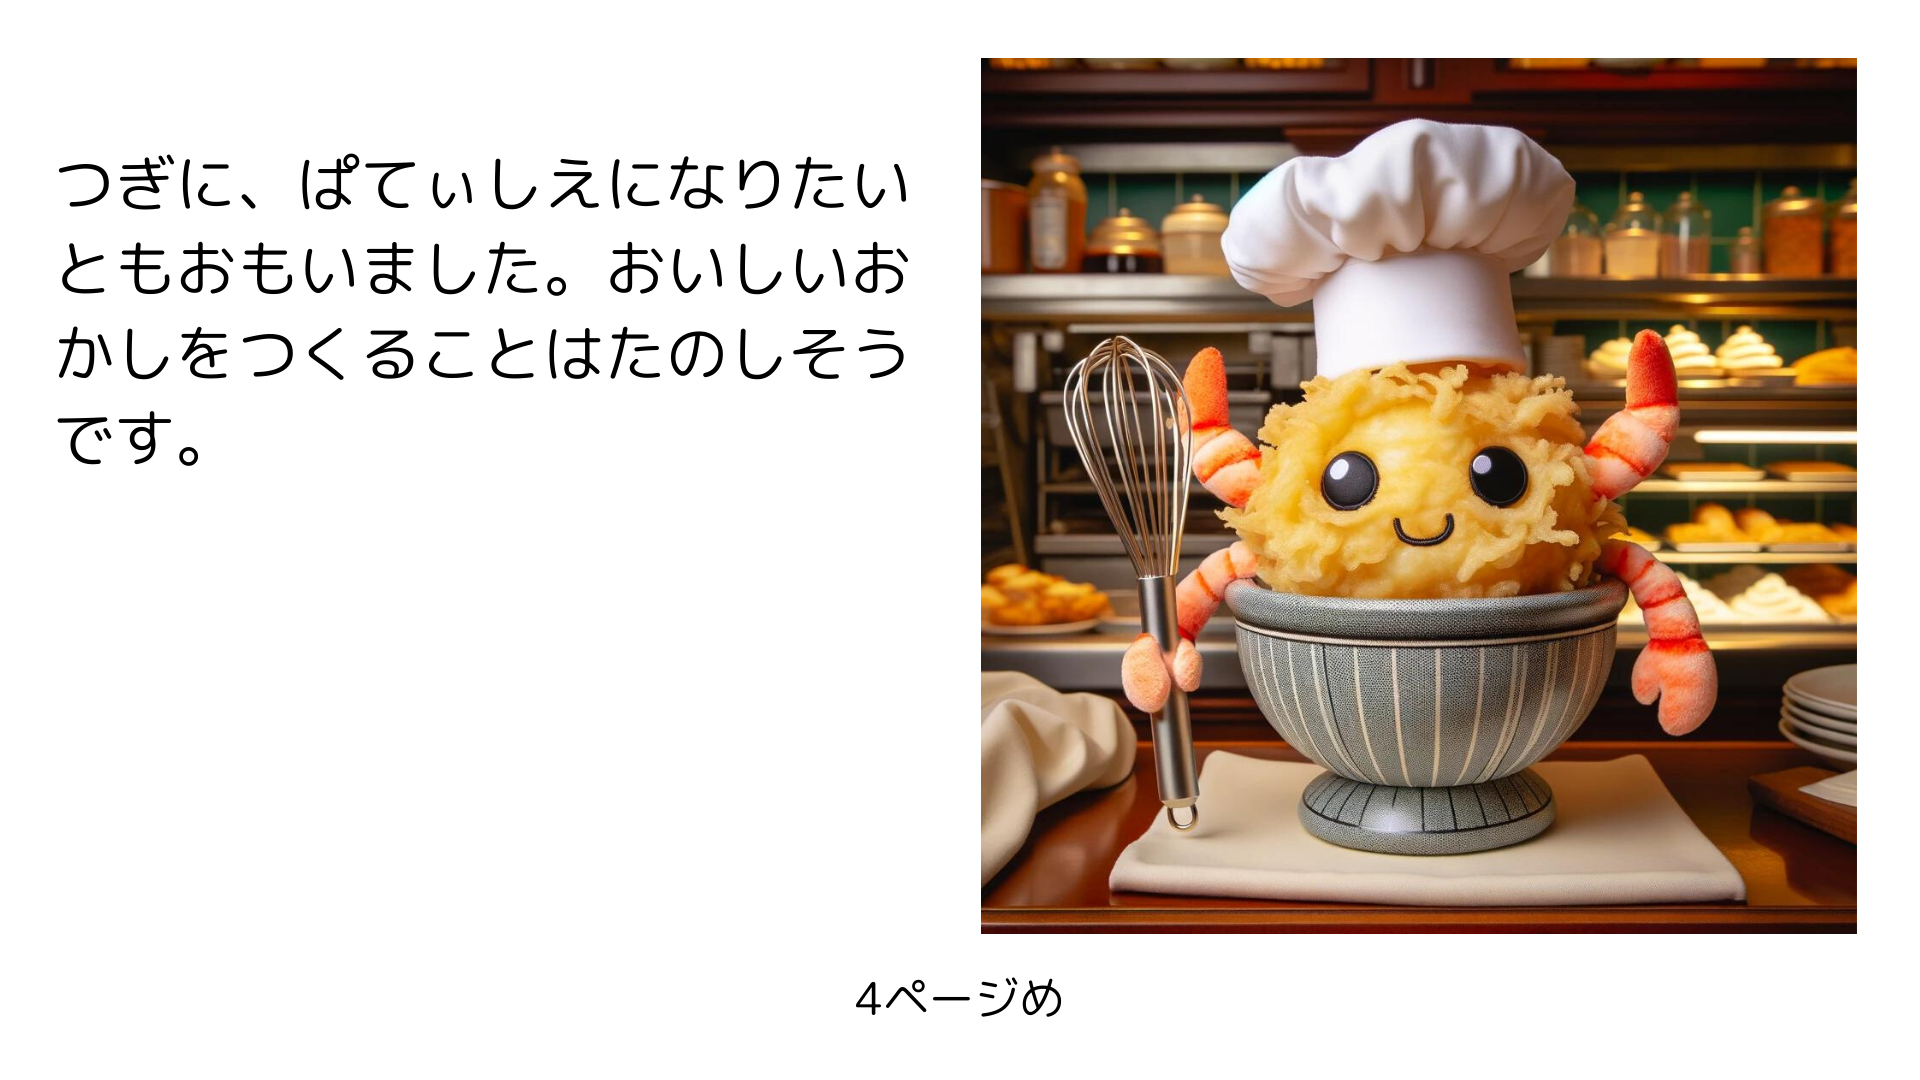 つぎに、ぱてぃしえになりたい
ともおもいました。おいしいお
かしをつくることはたのしそう
です。
4ページめ